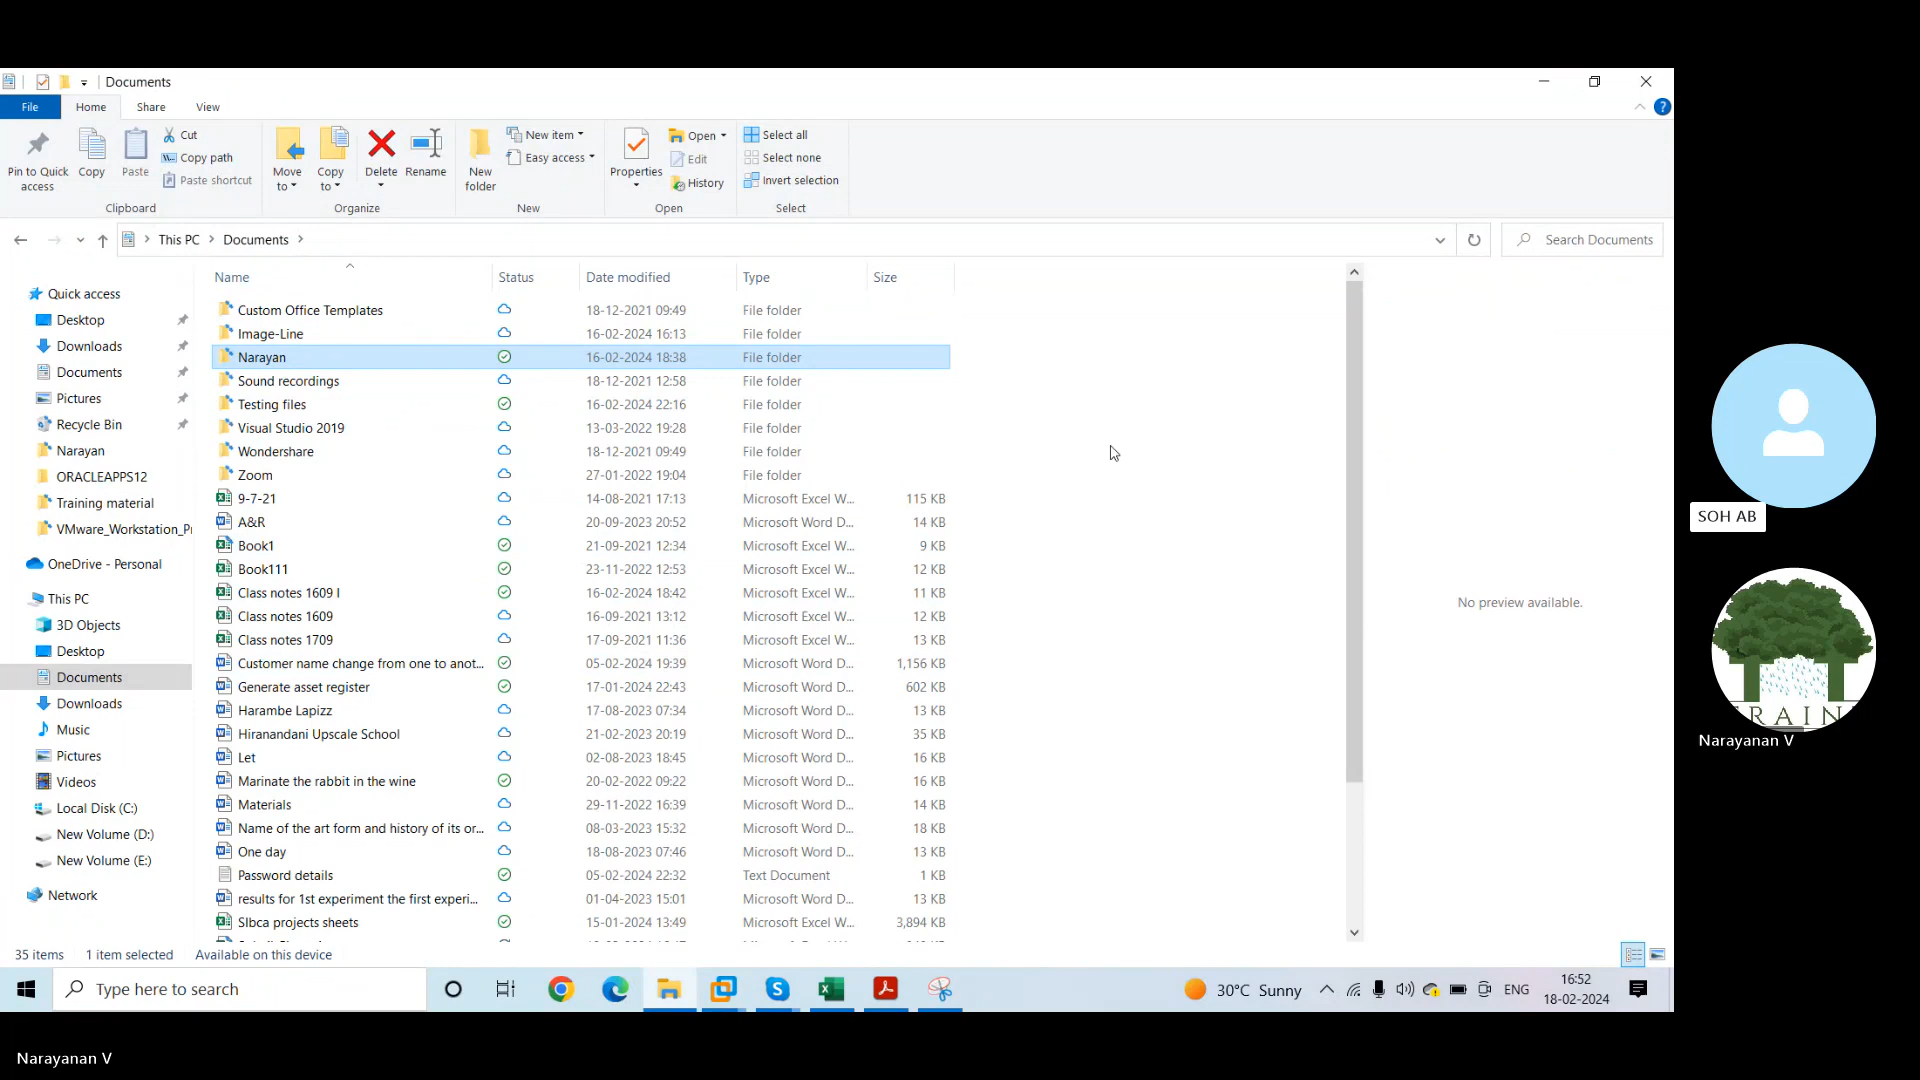 Documents
File Home Share View
Pin to Quick access
Copy
Paste
Cut
Copy path
Paste shortcut
Move to
Copy to
Delete
Rename
New folder
New item
Easy access
Properties
Open
Edit
History
Select all
Select none
Invert selection
Clipboard Organize New Open Select
This PC Documents
Search Documents
Quick access
Desktop
Downloads
Documents
Pictures
Recycle Bin
Narayan
ORACLEAPPS12
Training material
VMware_Workstation_Pr
OneDrive - Personal
This PC
3D Objects
Desktop
Documents
Downloads
Music
Pictures
Videos
Local Disk (C:)
New Volume (D:)
New Volume (E:)
Network
Name Status Date modified Type Size
Custom Office Templates 18-12-2021 09:49 File folder
Image-Line 16-02-2024 16:13 File folder
Narayan 16-02-2024 18:38 File folder
Sound recordings 18-12-2021 12:58 File folder
Testing files 16-02-2024 22:16 File folder
Visual Studio 2019 13-03-2022 19:28 File folder
Wondershare 18-12-2021 09:49 File folder
Zoom 27-01-2022 19:04 File folder
9-7-21 14-08-2021 17:13 Microsoft Excel W... 115 KB
A&R 20-09-2023 20:52 Microsoft Word D... 14 KB
Book1 21-09-2021 12:34 Microsoft Excel W... 9 KB
Book111 23-11-2022 12:53 Microsoft Excel W... 12 KB
Class notes 1609 I 16-02-2024 18:42 Microsoft Excel W... 11 KB
Class notes 1609 16-09-2021 13:12 Microsoft Excel W... 12 KB
Class notes 1709 17-09-2021 11:36 Microsoft Excel W... 13 KB
Customer name change from one to anot... 05-02-2024 19:39 Microsoft Word D... 1,156 KB
Generate asset register 17-01-2024 22:43 Microsoft Word D... 602 KB
Harambe Lapizz 17-08-2023 07:34 Microsoft Word D... 13 KB
Hiranandani Upscale School 21-02-2023 20:19 Microsoft Word D... 35 KB
Let 02-08-2023 18:45 Microsoft Word D... 16 KB
Marinate the rabbit in the wine 20-02-2022 09:22 Microsoft Word D... 16 KB
Materials 29-11-2022 16:39 Microsoft Word D... 14 KB
Name of the art form and history of its or... 08-03-2023 15:32 Microsoft Word D... 18 KB
One day 18-08-2023 07:46 Microsoft Word D... 13 KB
Password details 05-02-2024 22:32 Text Document 1 KB
results for 1st experiment the first experi... 01-04-2023 15:01 Microsoft Word D... 13 KB
Slbca projects sheets 15-01-2024 13:49 Microsoft Excel W... 3,894 KB
No preview available.
35 items 1 item selected Available on this device
Type here to search
30°C Sunny
ENG
16:52
18-02-2024
SOH AB
RAIN
Narayanan V
Narayanan V